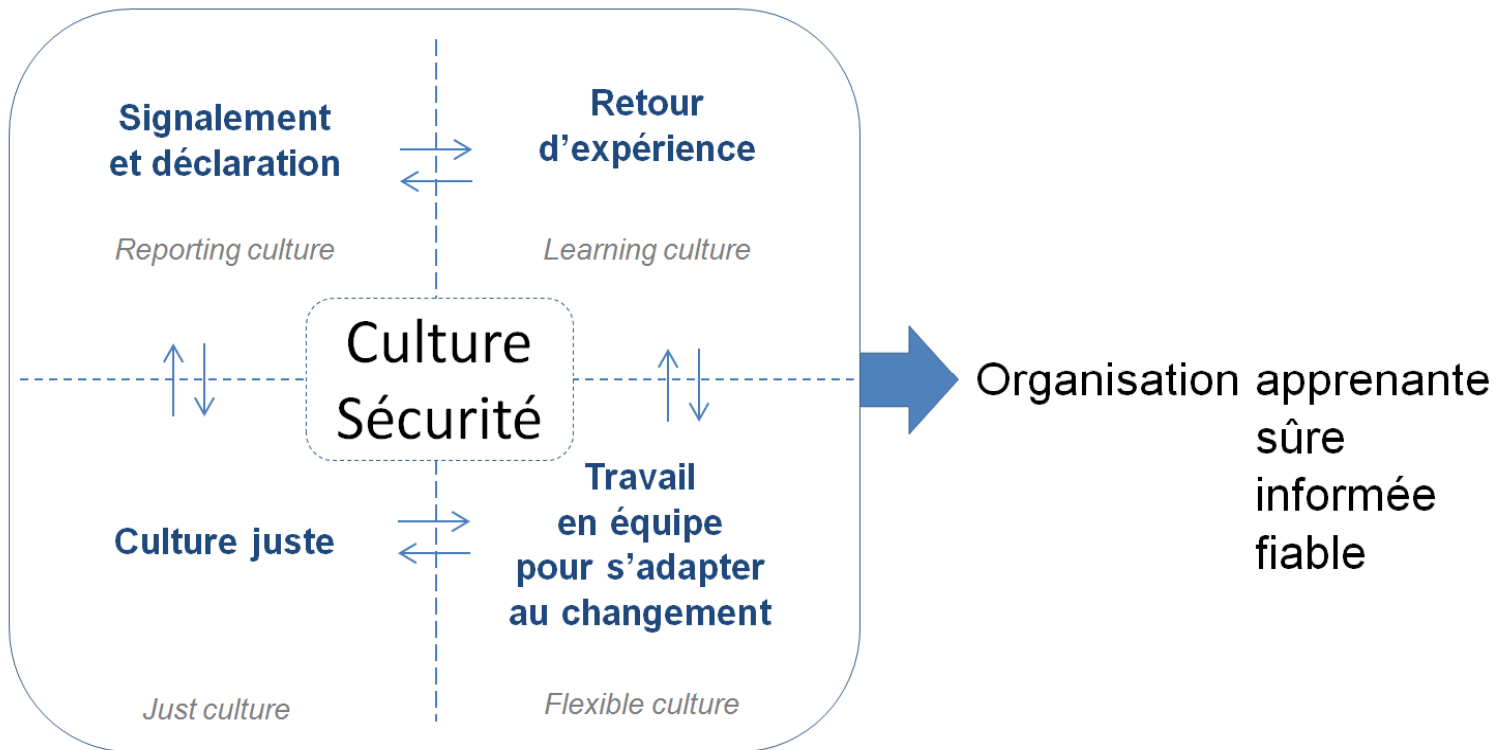 Signalement
et déclaration
Reporting culture
Retour
d’expérience
Learning culture
Culture
Sécurité
Culture juste
Just culture
Travail
en équipe
pour s’adapter
au changement
Flexible culture
Organisation apprenante
sûre
informée
fiable